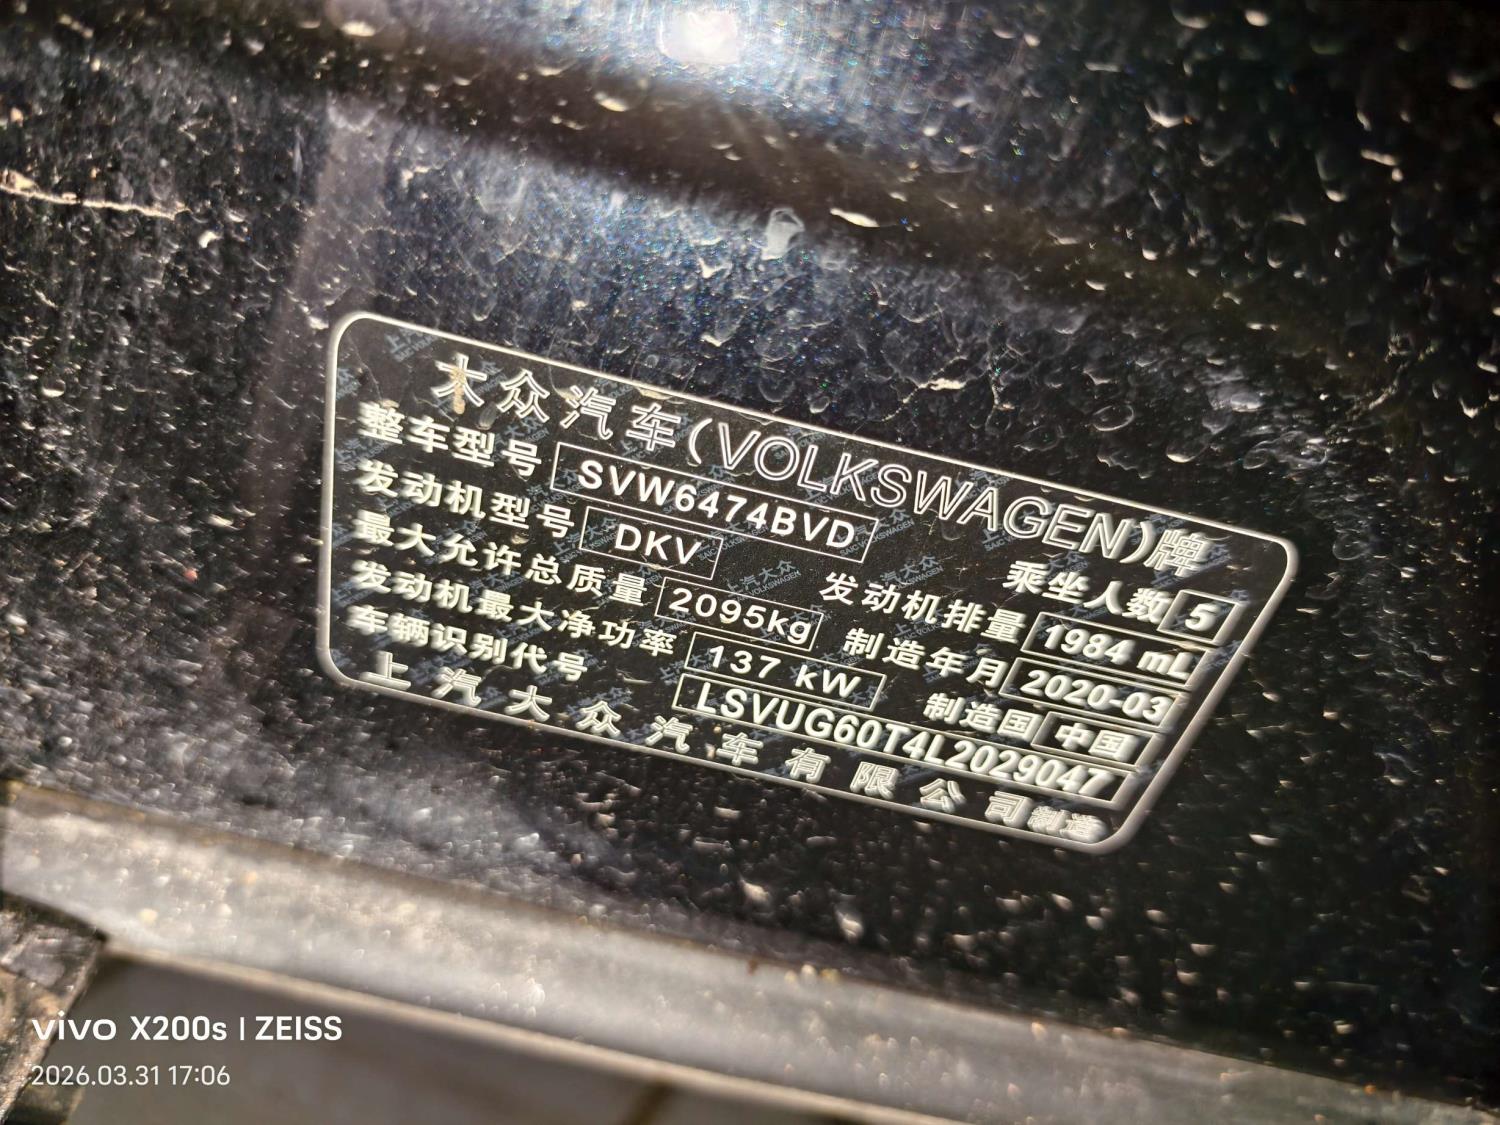 大众汽车(VOLKSWAGEN)牌
整车型号 SVW6474BVD 乘坐人数 5
发动机型号 DKV 发动机排量 1984 mL
最大允许总质量 2095kg 制造年月 2020-03
发动机最大净功率 137 kW 制造国 中国
车辆识别代号 LSVUG60T4L2029047
上汽大众汽车有限公司制造
vivo X200s | ZEISS
2026.03.31 17:06